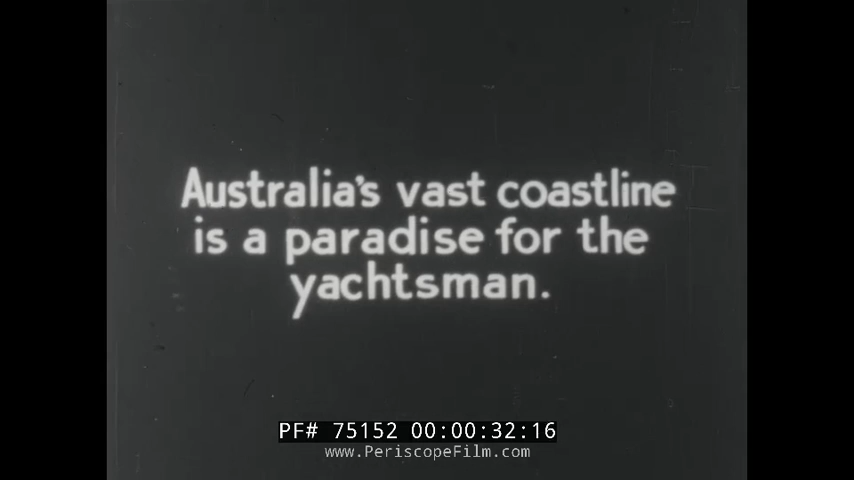 Australia's vast coastline
is a paradise for the
yachtsman.
PF# 75152 00:00:32:16
www.PeriscopeFilm.com